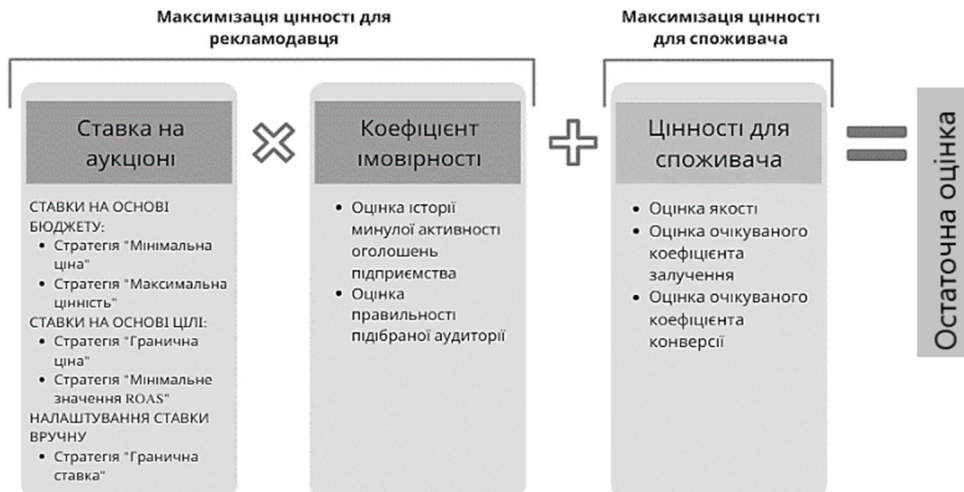 Максимізація цінності для
рекламодавця
Максимізація цінності
для споживача
Ставка на
аукціоні
СТАВКИ НА ОСНОВІ
БЮДЖЕТУ:
• Стратегія "Мінімальна
ціна"
• Стратегія "Максимальна
цінність"
СТАВКИ НА ОСНОВІ ЦІЛІ:
• Стратегія "Гранична
ціна"
• Стратегія "Мінімальне
значення ROAS"
НАЛАШТУВАННЯ СТАВКИ
ВРУЧНУ
• Стратегія "Гранична
ставка"
Коефіцієнт
імовірності
• Оцінка історії
минулої активності
оголошень
підприємства
• Оцінка
правильності
підібраної аудиторії
Цінності для
споживача
• Оцінка якості
• Оцінка очікуваного
коефіцієнта
залучення
• Оцінка очікуваного
коефіцієнта
конверсії
Остаточна оцінка